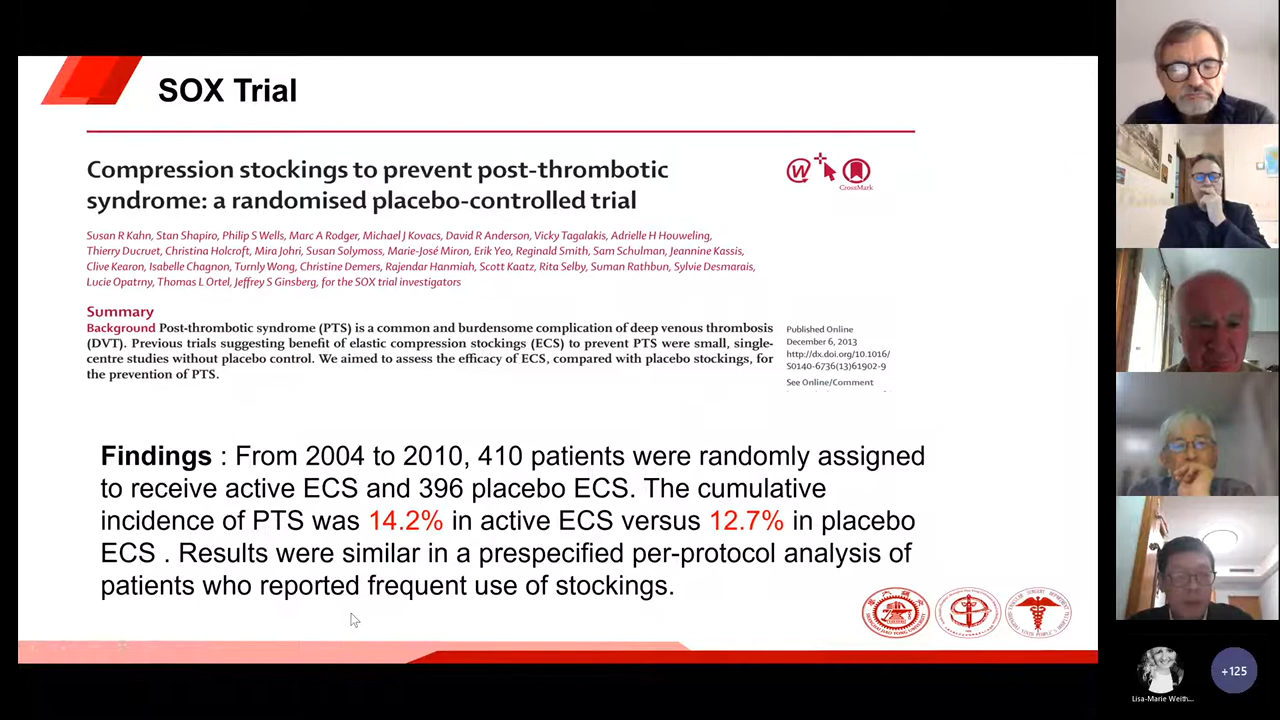 SOX Trial
Compression stockings to prevent post-thrombotic
syndrome: a randomised placebo-controlled trial
CrossMark
Susan R Kahn, Stan Shapiro, Philip S Wells, Marc A Rodger, Michael J Kovacs, David R Anderson, Vicky Tagalakis, Adrielle H Houweling,
Thierry Ducruet, Christina Holcroft, Mira Johri, Susan Solymoss, Marie-José Miron, Erik Yeo, Reginald Smith, Sam Schulman, Jeannine Kassis,
Clive Kearon, Isabelle Chagnon, Turnly Wong, Christine Demers, Rajendar Hanmiah, Scott Kaatz, Rita Selby, Suman Rathbun, Sylvie Desmarais,
Lucie Opatrny, Thomas L Ortel, Jeffrey S Ginsberg, for the SOX trial investigators
Summary
Background Post-thrombotic syndrome (PTS) is a common and burdensome complication of deep venous thrombosis
(DVT). Previous trials suggesting benefit of elastic compression stockings (ECS) to prevent PTS were small, single-
centre studies without placebo control. We aimed to assess the efficacy of ECS, compared with placebo stockings, for
the prevention of PTS.
Published Online
December 6, 2013
http://dx.doi.org/10.1016/
S0140-6736(13)61902-9
See Online/Comment
Findings : From 2004 to 2010, 410 patients were randomly assigned
to receive active ECS and 396 placebo ECS. The cumulative
incidence of PTS was 14.2% in active ECS versus 12.7% in placebo
ECS . Results were similar in a prespecified per-protocol analysis of
patients who reported frequent use of stockings.
Lisa-Marie Weith...
+125